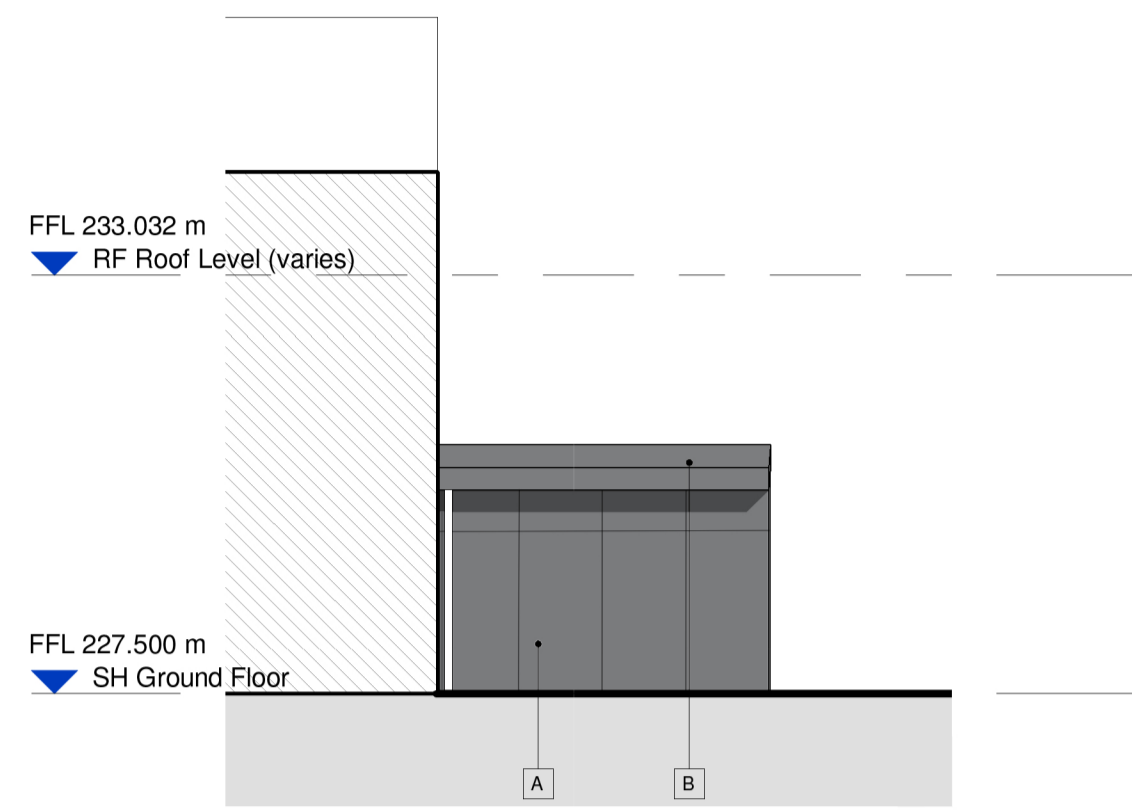 FFL 233.032 m
RF Roof Level (varies)
FFL 227.500 m
SH Ground Floor
A
B